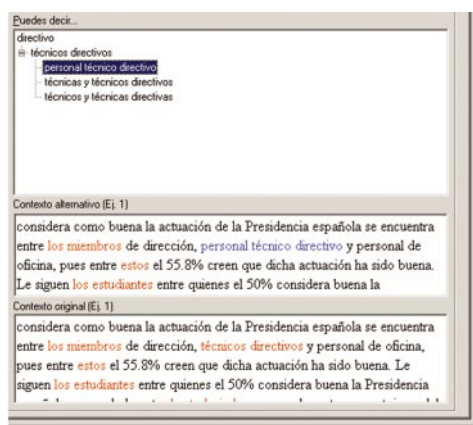 Puedes decir...
directivo
técnicos directivos
personal técnico directivo
técnicas y técnicos directivos
técnicos y técnicas directivas
Contexto alternativo (Ej. 1)
considera como buena la actuación de la Presidencia española se encuentra
entre los miembros de dirección, personal técnico directivo y personal de
oficina, pues entre estos el 55.8% creen que dicha actuación ha sido buena.
Le siguen los estudiantes entre quienes el 50% considera buena la
Contexto original (Ej. 1)
considera como buena la actuación de la Presidencia española se encuentra
entre los miembros de dirección, técnicos directivos y personal de oficina,
pues entre estos el 55.8% creen que dicha actuación ha sido buena. Le
siguen los estudiantes entre quienes el 50% considera buena la Presidencia